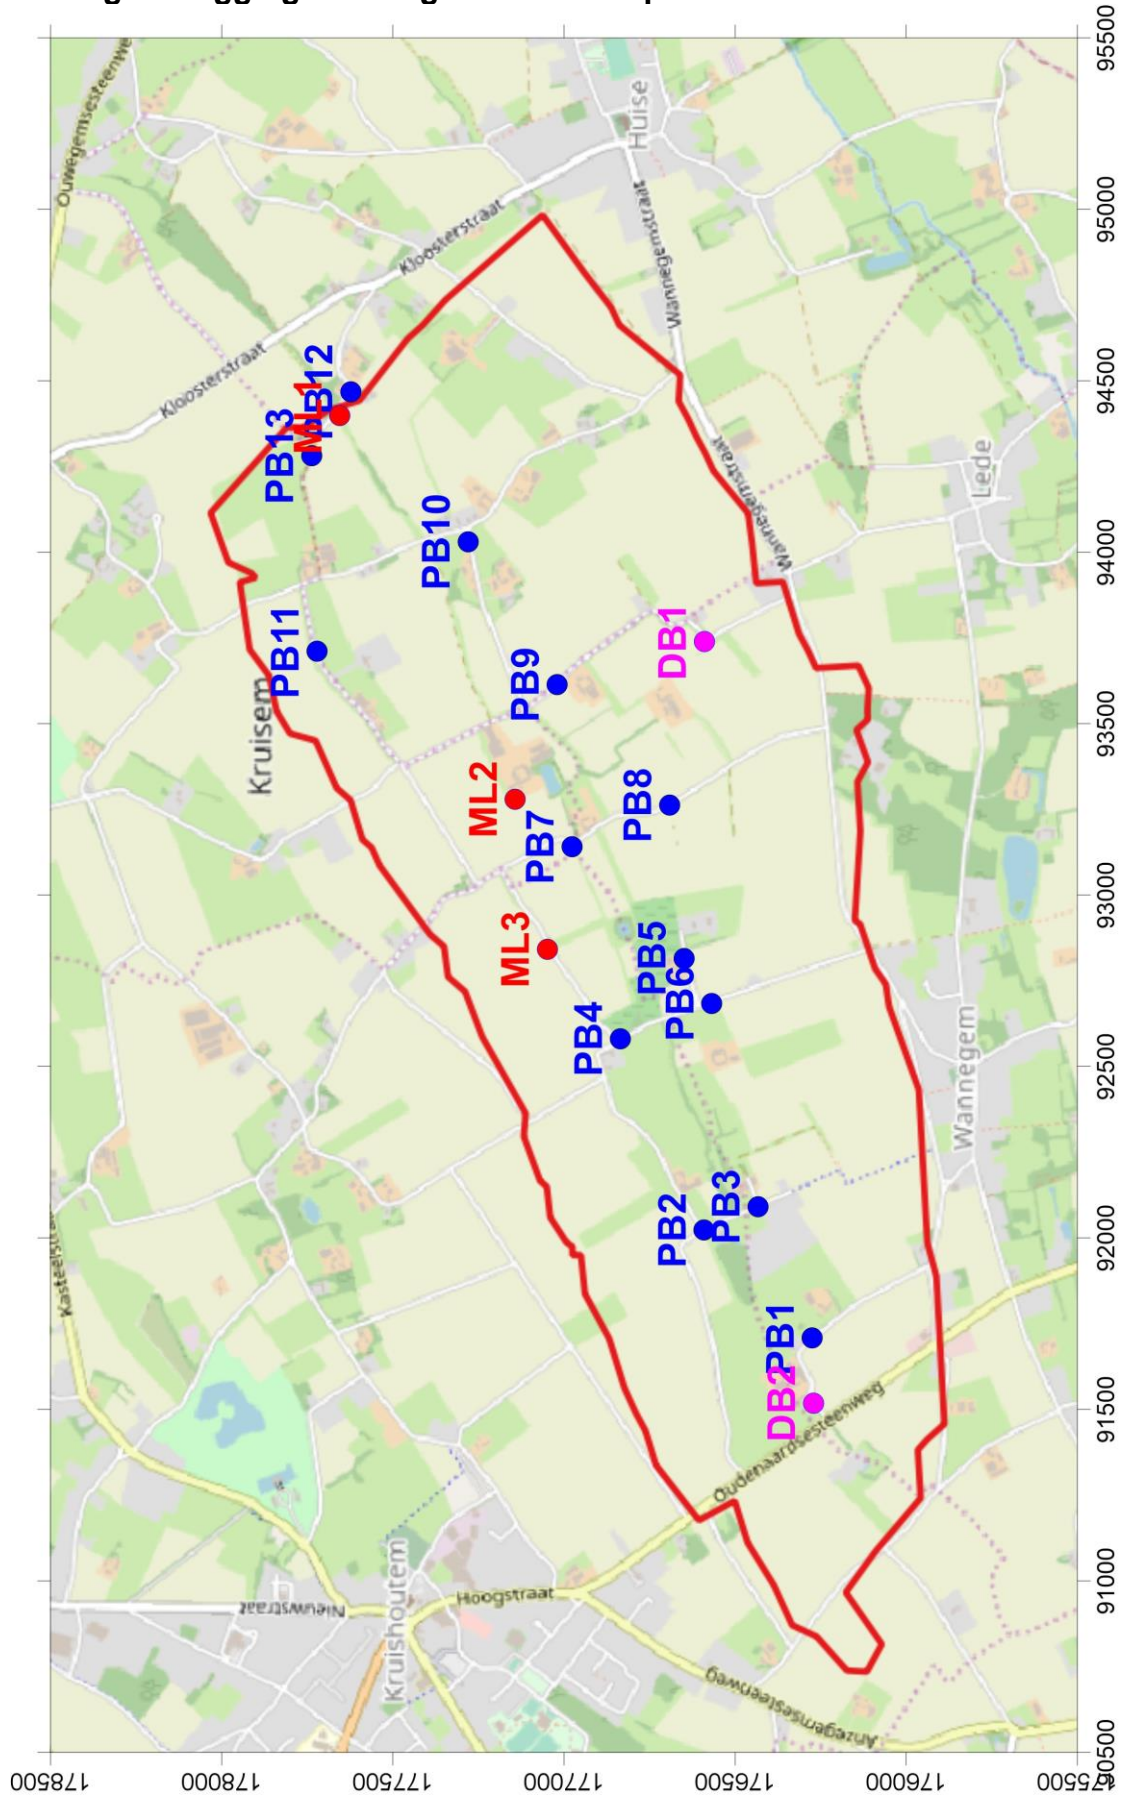 Ouwegemsesteenwe
Huise
Kloosterstraat
Wannegemstraat
Kloosterstraat
PB12
ML1
PB13
Wannegemstraat
Lede
PB10
PB11
DB1
PB9
Kruisem
ML2
PB8
PB7
ML3
PB5
PB6
PB4
Wannegem
PB2
PB3
Kasteelstraat
PB1
DB2
Oudenaardsesteenweg
Kruishoutem
Hoogstraat
Nieuwstraat
Anzegemsesteenweg
95500
95000
94500
94000
93500
93000
92500
92000
91500
91000
90500
178500
178000
177500
177000
176500
176000
175500